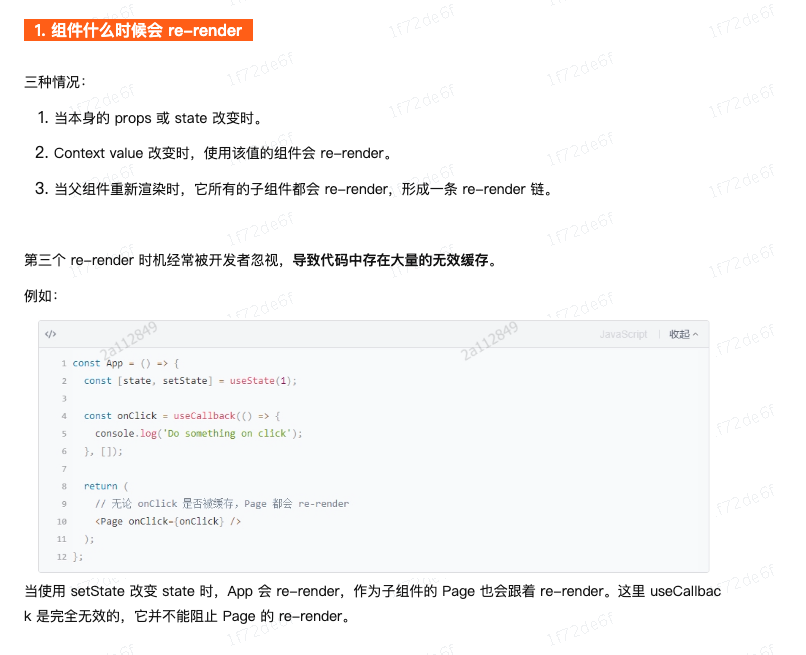 1. 组件什么时候会 re-render
三种情况：
1. 当本身的 props 或 state 改变时。
2. Context value 改变时，使用该值的组件会 re-render。
3. 当父组件重新渲染时，它所有的子组件都会 re-render，形成一条 re-render 链。
第三个 re-render 时机经常被开发者忽视，导致代码中存在大量的无效缓存。
例如：
</> JavaScript | 收起
1 const App = () => {
2 const [state, setState] = useState(1);
3
4 const onClick = useCallback(() => {
5 console.log('Do something on click');
6 }, []);
7
8 return (
9 // 无论 onClick 是否被缓存，Page 都会 re-render
10 <Page onClick={onClick} />
11 );
12 };
当使用 setState 改变 state 时，App 会 re-render，作为子组件的 Page 也会跟着 re-render。这里 useCallbac
k 是完全无效的，它并不能阻止 Page 的 re-render。
1f72de6f
2a112849
2a112849